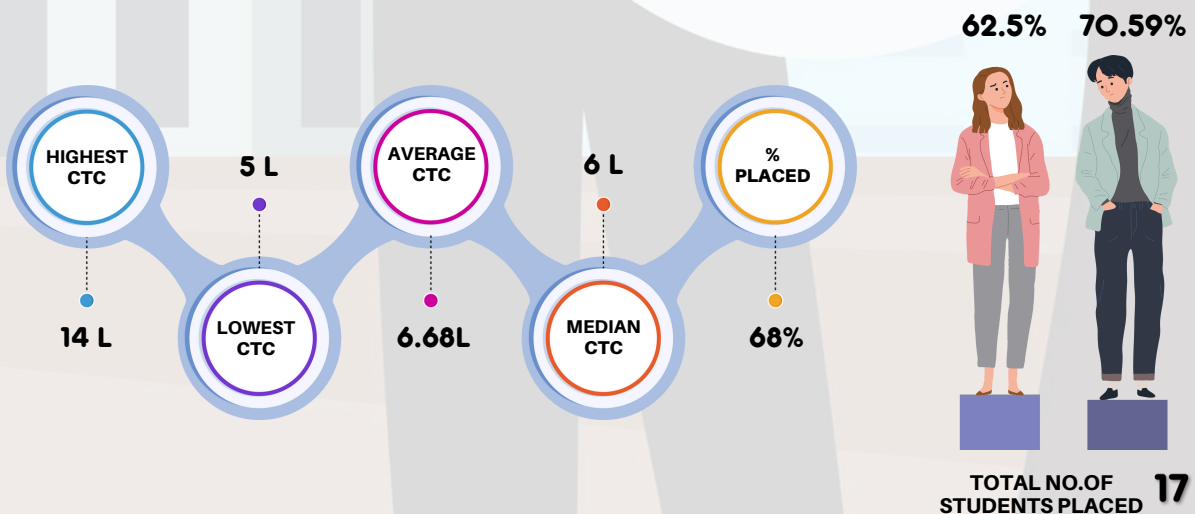 62.5% 70.59%
HIGHEST
CTC
14 L
5 L
LOWEST
CTC
AVERAGE
CTC
6.68L
6 L
MEDIAN
CTC
%
PLACED
68%
TOTAL NO.OF
STUDENTS PLACED 17